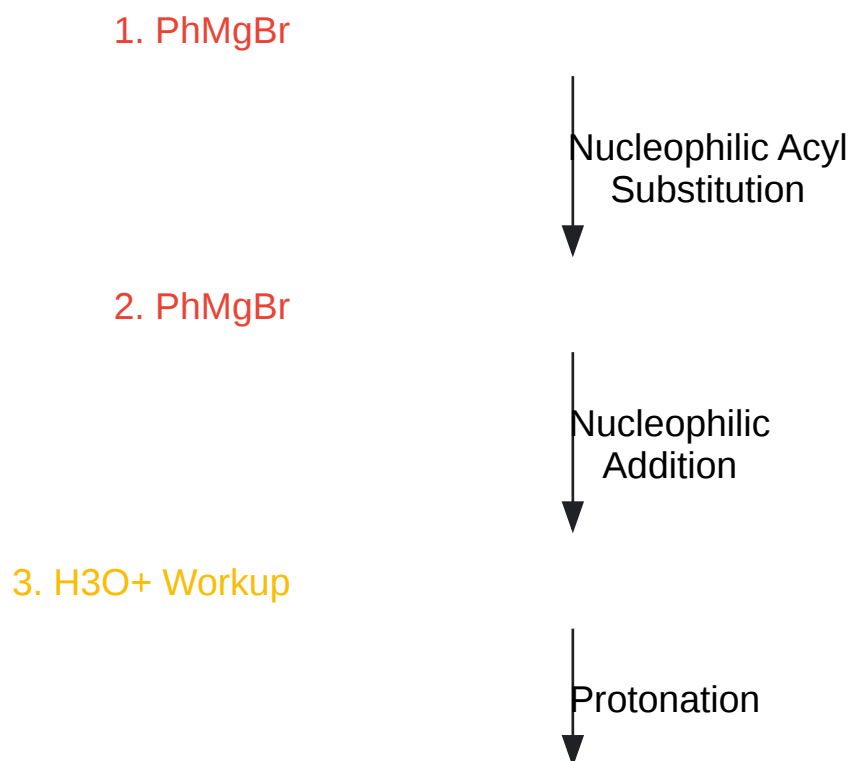 1. PhMgBr
Nucleophilic Acyl
Substitution
2. PhMgBr
Nucleophilic
Addition
3. H3O+ Workup
Protonation